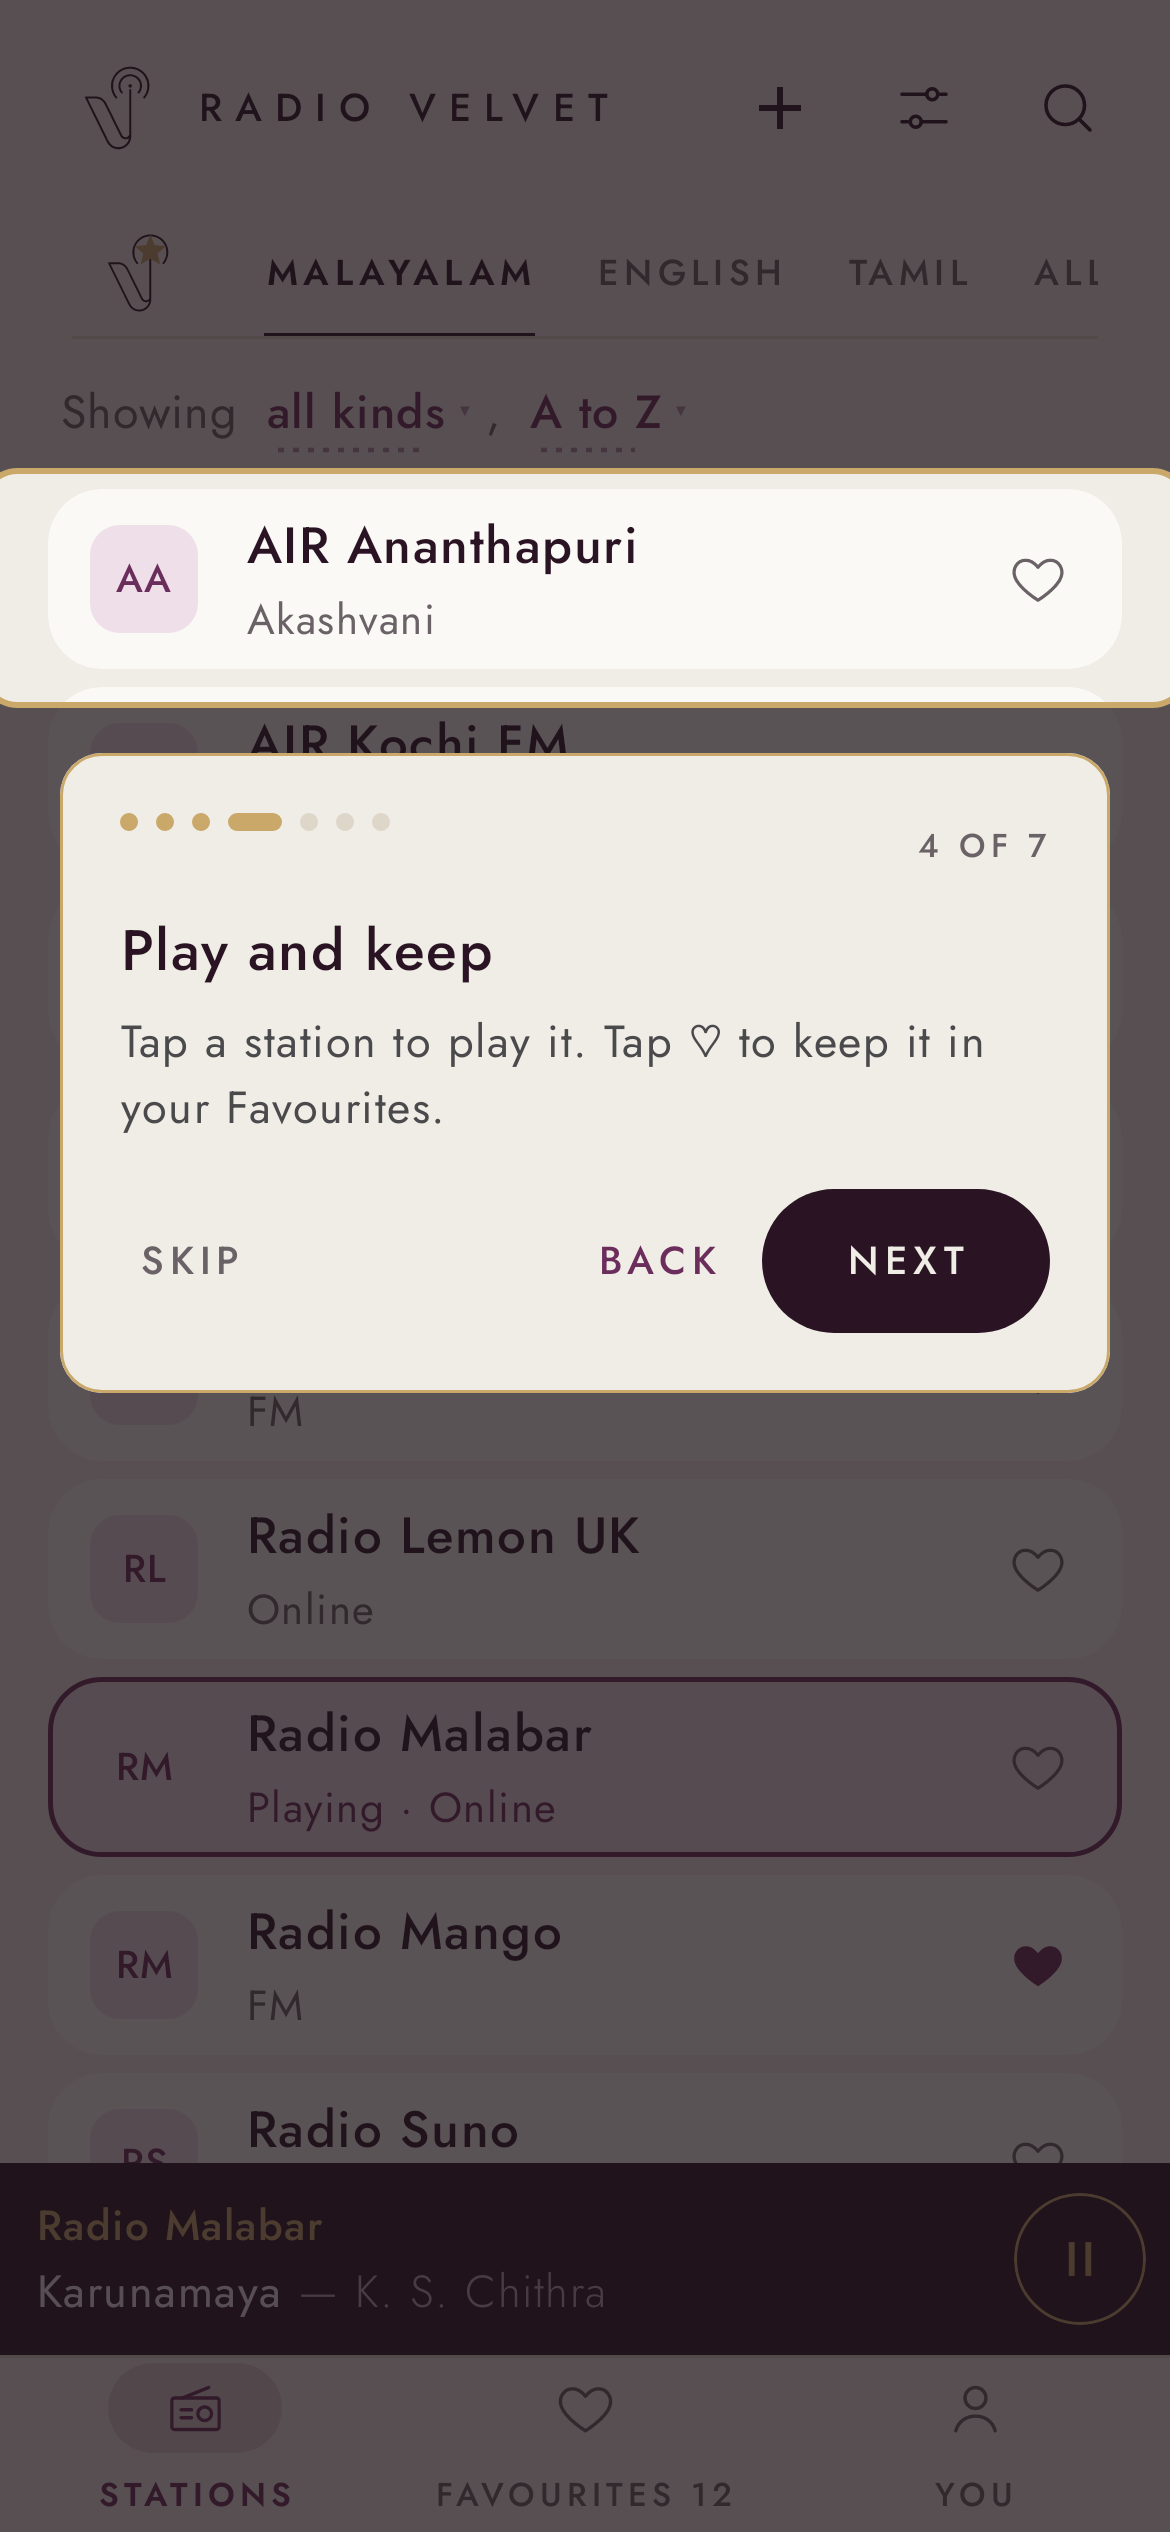 RADIO VELVET
MALAYALAM ENGLISH TAMIL ALL
Showing all kinds ▾ , A to Z ▾
AA
AIR Ananthapuri
Akashvani
AIR Kochi FM
4 OF 7
Play and keep
Tap a station to play it. Tap ♡ to keep it in
your Favourites.
SKIP BACK NEXT
FM
RL
Radio Lemon UK
Online
RM
Radio Malabar
Playing · Online
RM
Radio Mango
FM
RS
Radio Suno
Radio Malabar
Karunamaya — K. S. Chithra
STATIONS FAVOURITES 12 YOU